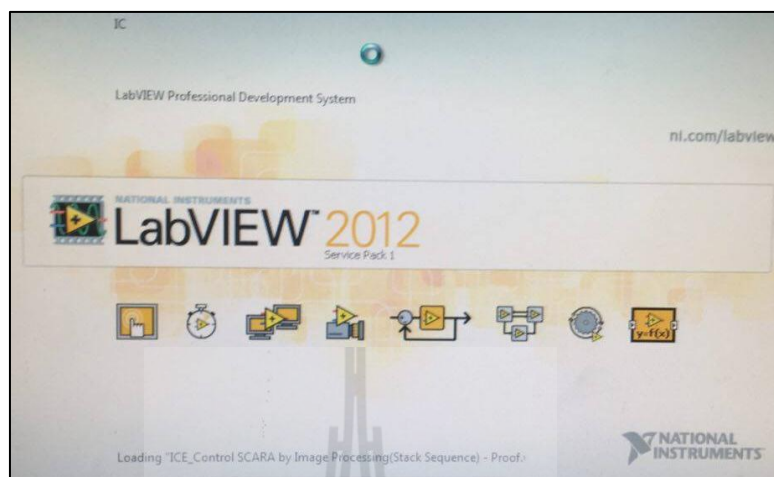 IC
LabVIEW Professional Development System
ni.com/labview
NATIONAL INSTRUMENTS
LabVIEW™ 2012
Service Pack 1
y=f(x)
Loading "ICE_Control SCARA by Image Processing(Stack Sequence) - Proof.
NATIONAL
INSTRUMENTS